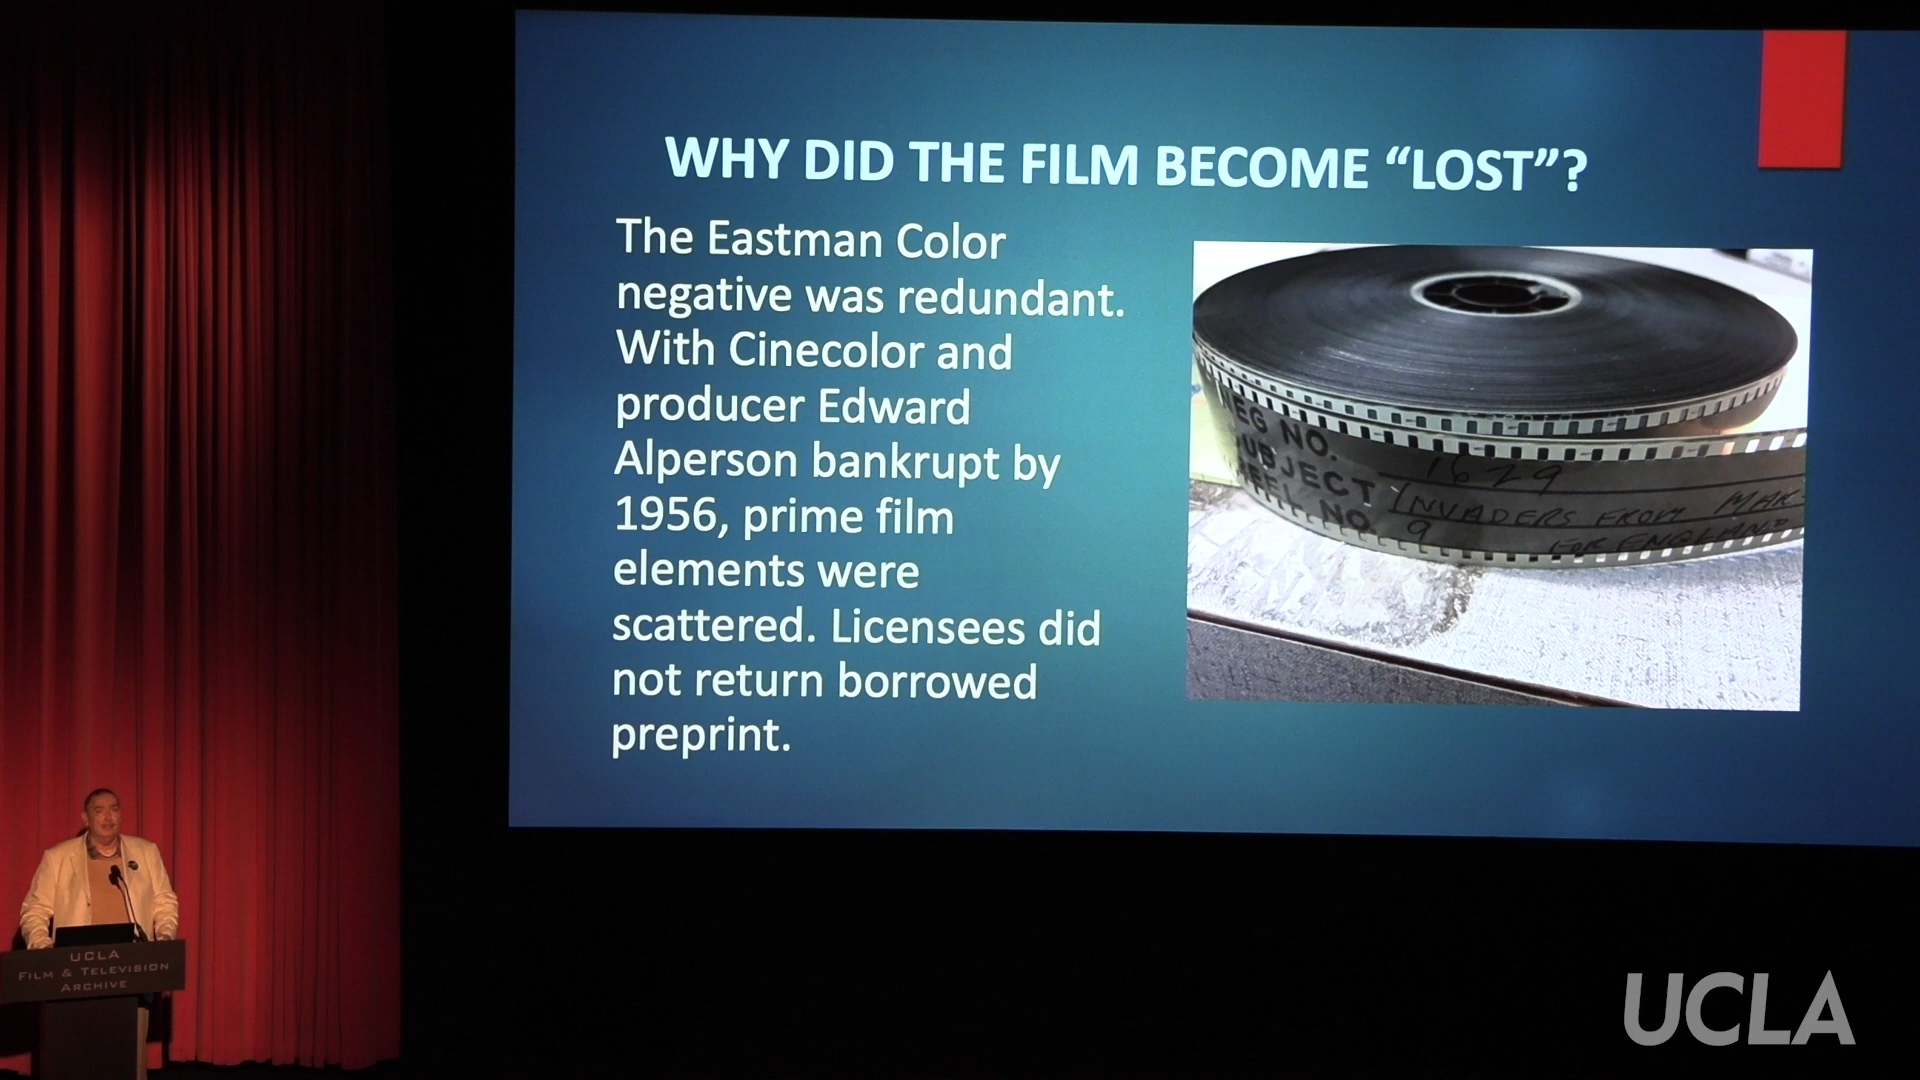 WHY DID THE FILM BECOME “LOST”?
The Eastman Color
negative was redundant.
With Cinecolor and
producer Edward
Alperson bankrupt by
1956, prime film
elements were
scattered. Licensees did
not return borrowed
preprint.
NEG NO. 1629
SUBJECT INVADERS FROM MAR
REEL NO. 9 FOR ENGLAND
UCLA
FILM & TELEVISION
ARCHIVE
UCLA